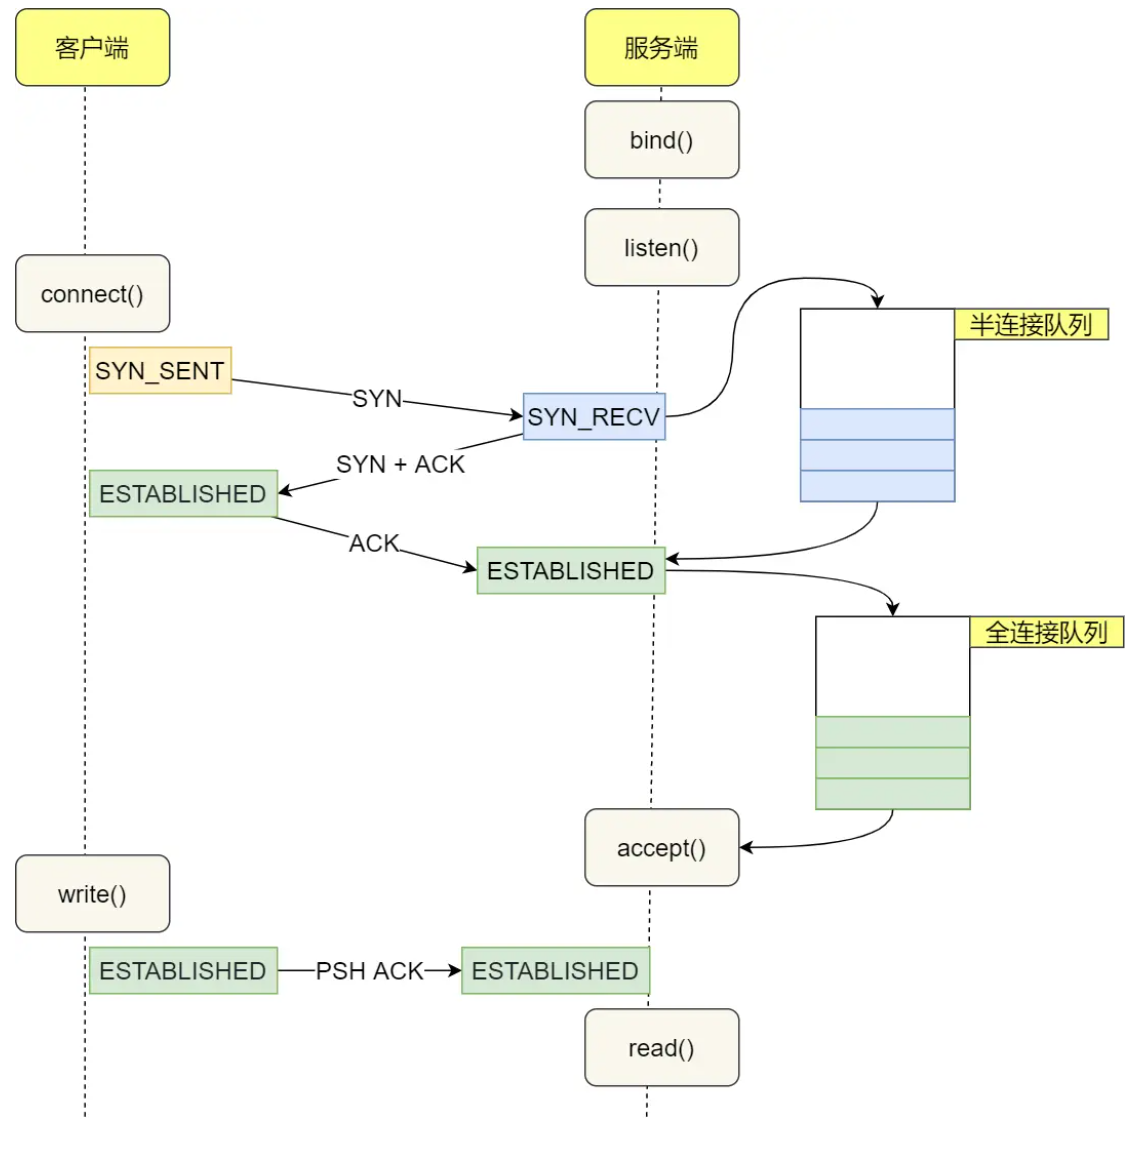 客户端
服务端
bind()
listen()
connect()
半连接队列
SYN_SENT
SYN
SYN_RECV
SYN + ACK
ESTABLISHED
ACK
ESTABLISHED
全连接队列
accept()
write()
ESTABLISHED
PSH ACK
ESTABLISHED
read()